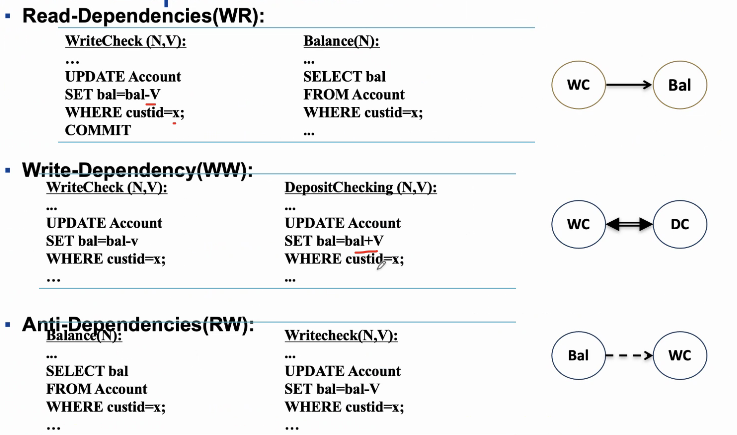 ▪ Read-Dependencies(WR):
WriteCheck (N,V):
...
UPDATE Account
SET bal=bal-V
WHERE custid=x;
COMMIT
Balance(N):
...
SELECT bal
FROM Account
WHERE custid=x;
...
WC
Bal
▪ Write-Dependency(WW):
WriteCheck (N,V):
...
UPDATE Account
SET bal=bal-v
WHERE custid=x;
...
DepositChecking (N,V):
...
UPDATE Account
SET bal=bal+V
WHERE custid=x;
...
WC
DC
▪ Anti-Dependencies(RW):
Balance(N):
...
SELECT bal
FROM Account
WHERE custid=x;
...
Writecheck(N,V):
...
UPDATE Account
SET bal=bal-V
WHERE custid=x;
...
Bal
WC